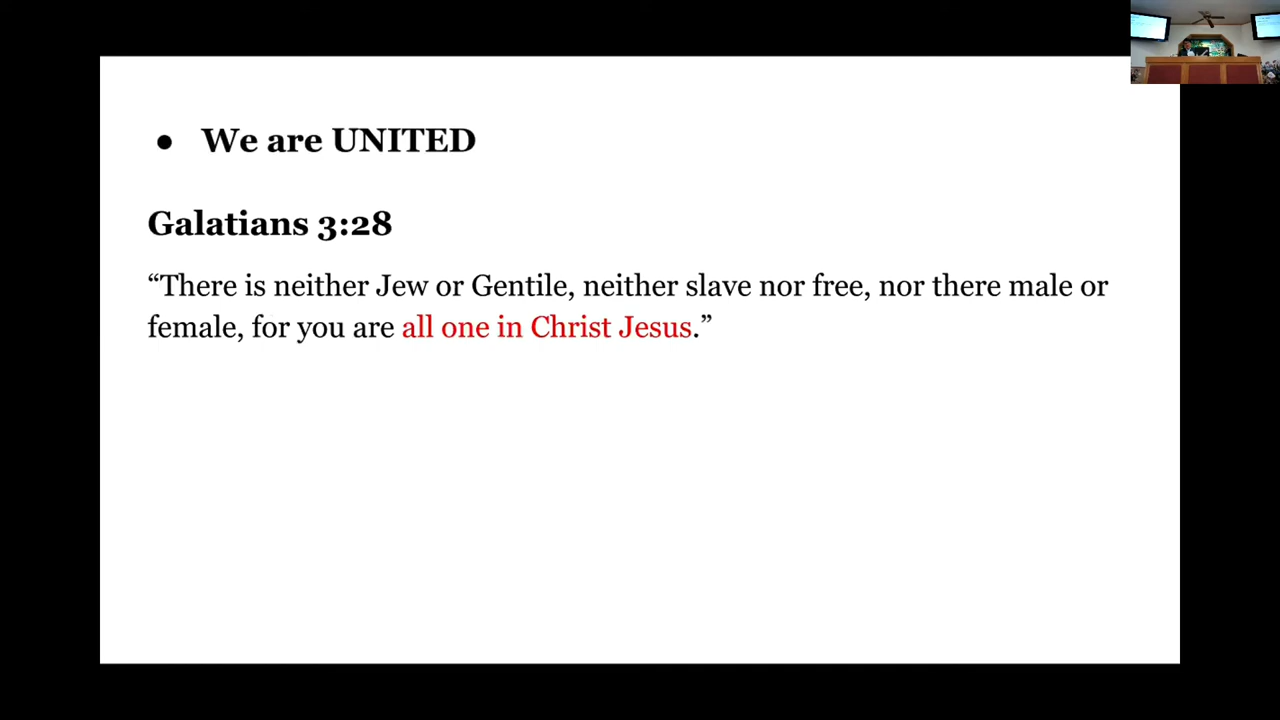 ● We are UNITED
Galatians 3:28
“There is neither Jew or Gentile, neither slave nor free, nor there male or
female, for you are all one in Christ Jesus.”